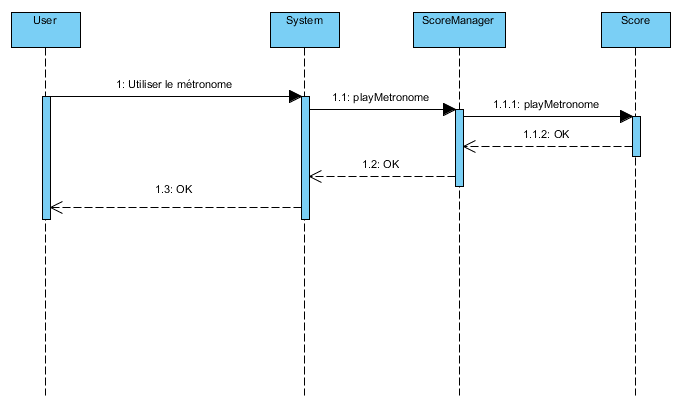 User
System
ScoreManager
Score
1: Utiliser le métronome
1.1: playMetronome
1.1.1: playMetronome
1.1.2: OK
1.2: OK
1.3: OK